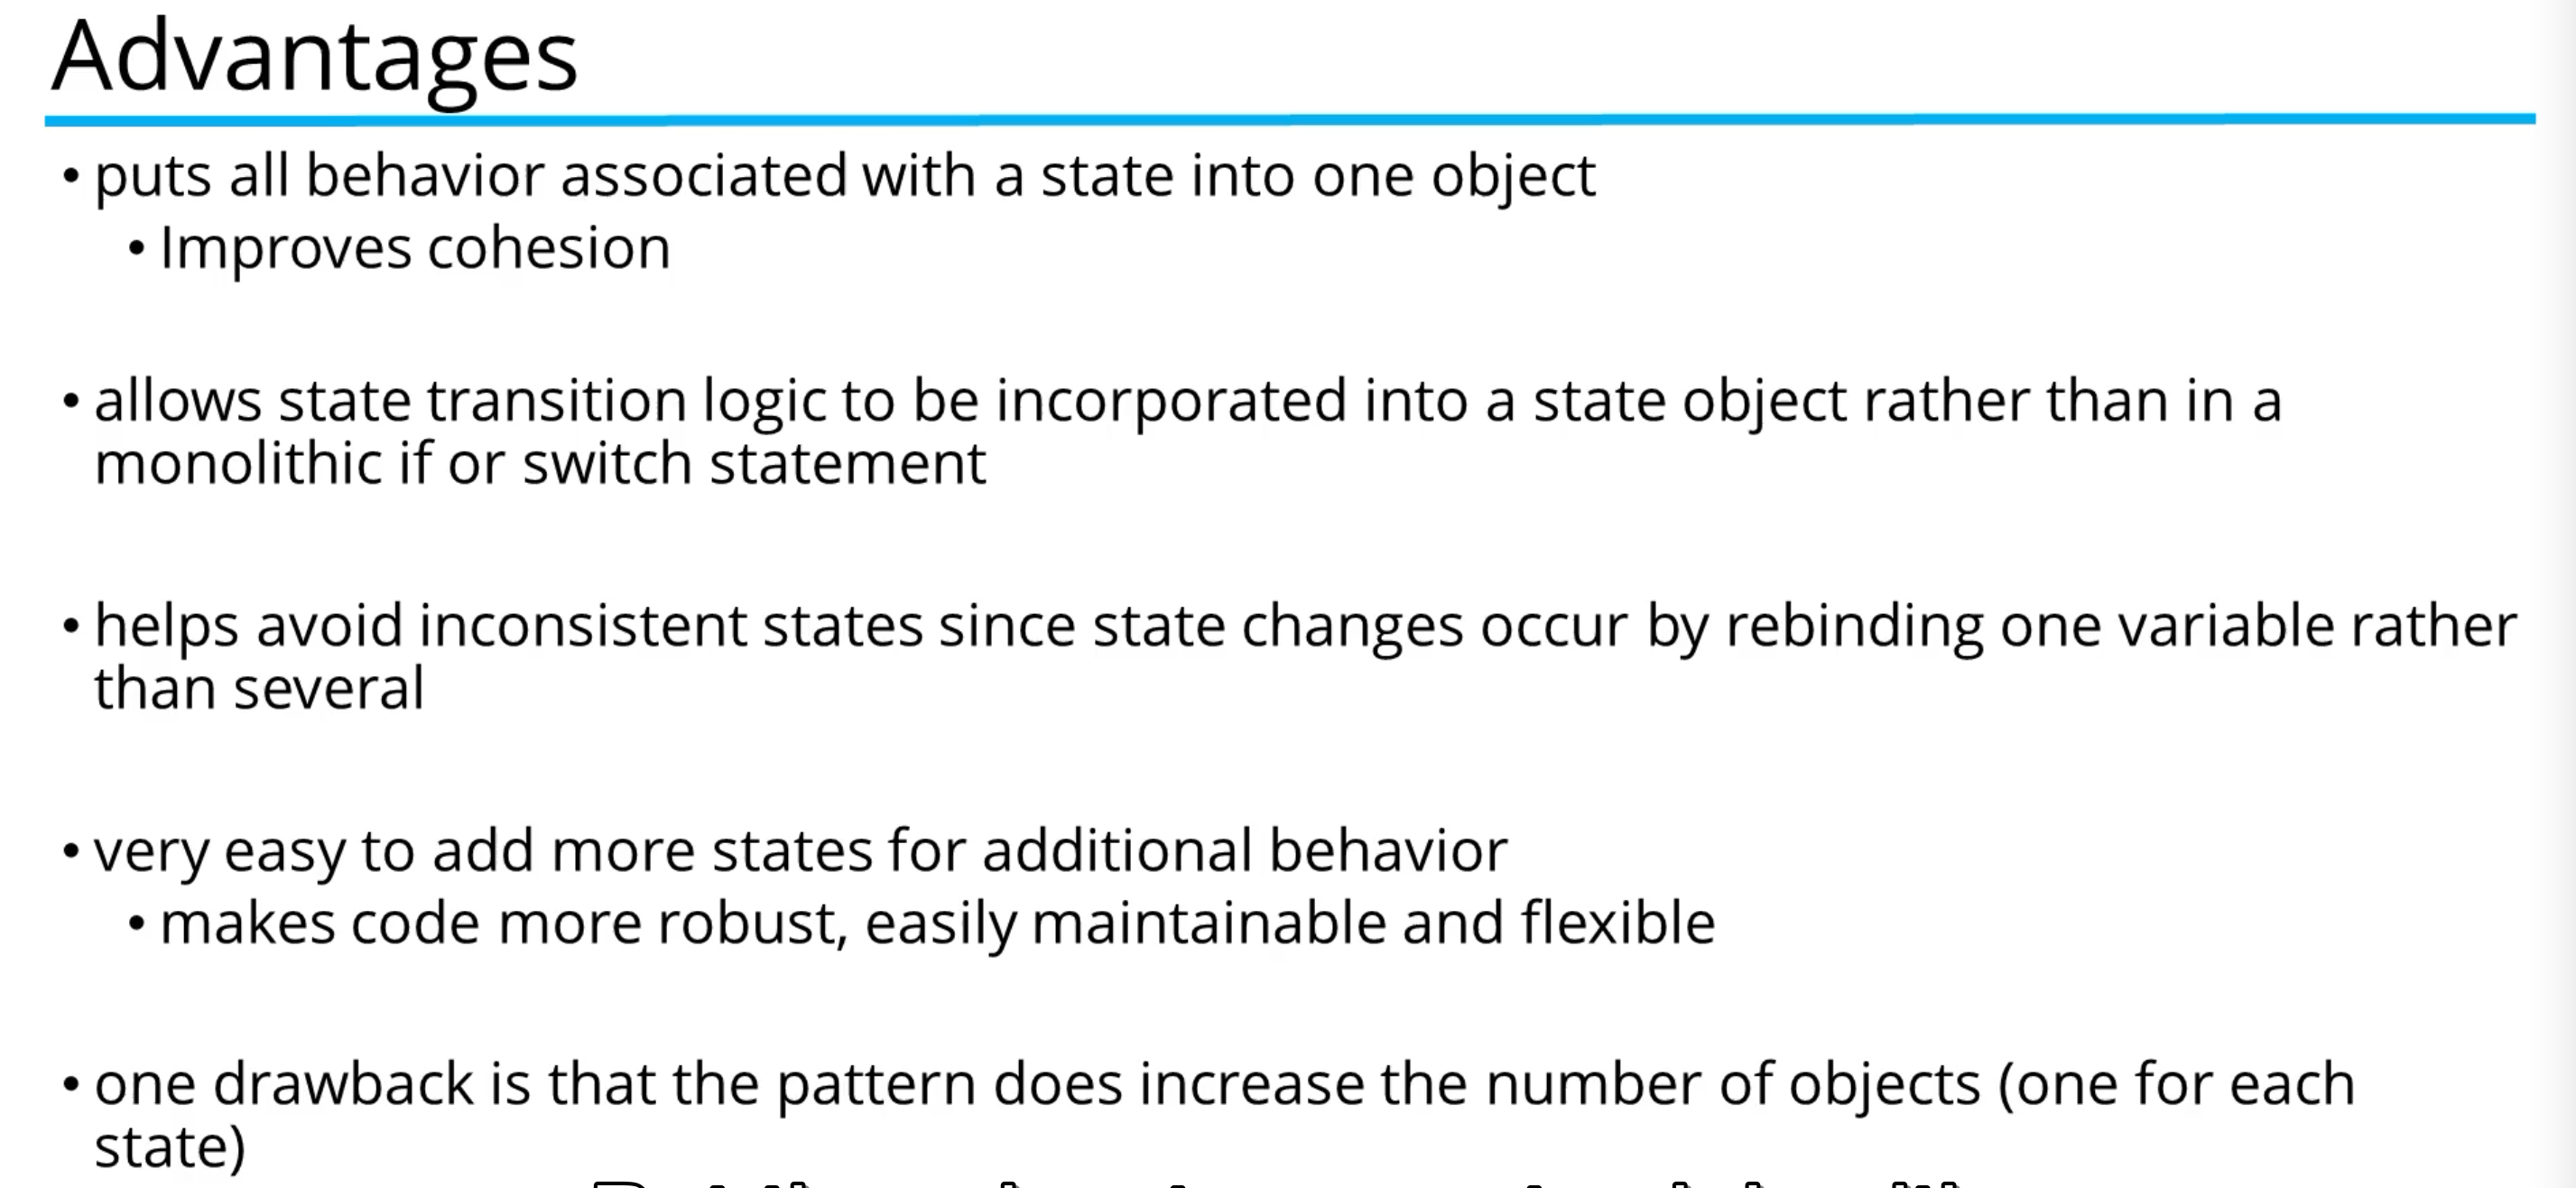 Advantages
• puts all behavior associated with a state into one object
• Improves cohesion
• allows state transition logic to be incorporated into a state object rather than in a
monolithic if or switch statement
• helps avoid inconsistent states since state changes occur by rebinding one variable rather
than several
• very easy to add more states for additional behavior
• makes code more robust, easily maintainable and flexible
• one drawback is that the pattern does increase the number of objects (one for each
state)